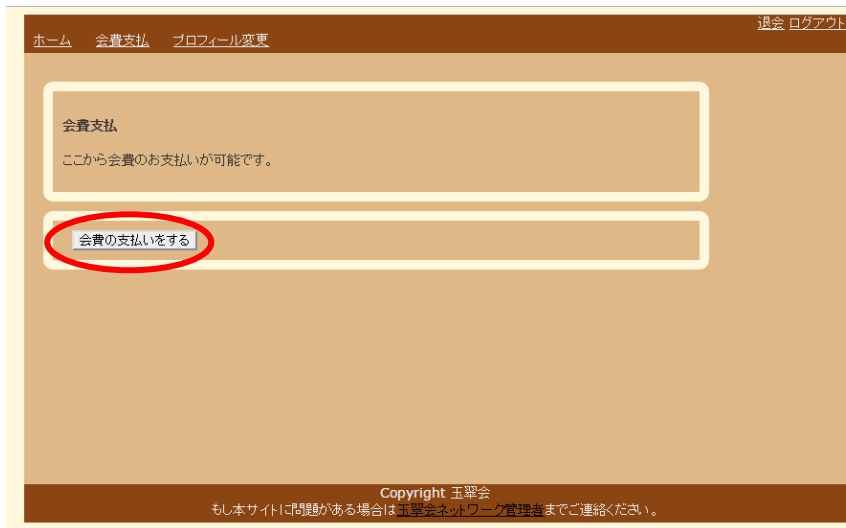 退会 ログアウト
ホーム 会費支払 プロフィール変更
会費支払
ここから会費のお支払いが可能です。
会費の支払いをする
Copyright 玉翠会
もし本サイトに問題がある場合は玉翠会ネットワーク管理者までご連絡ください。